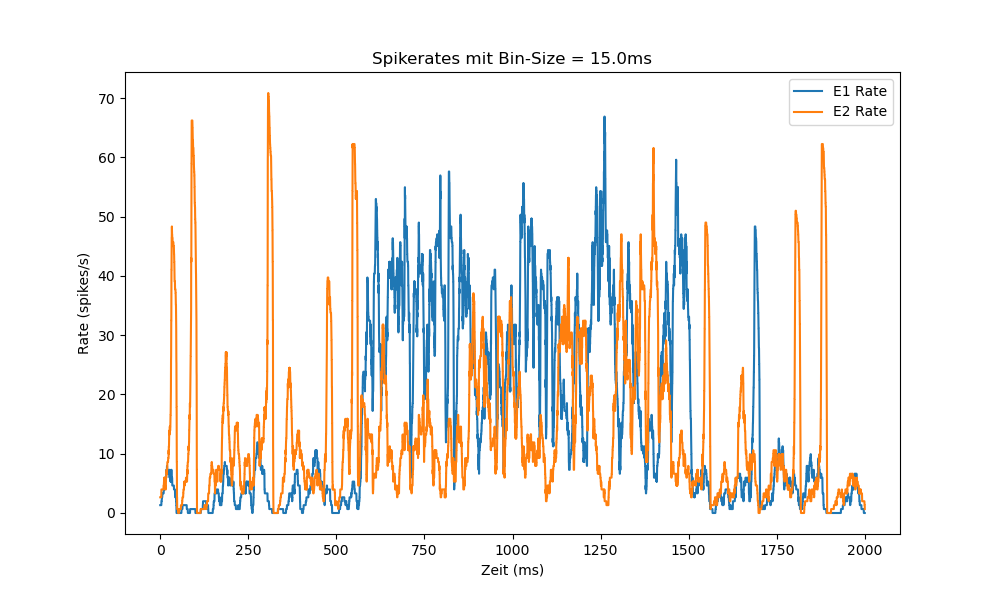 Spikerates mit Bin-Size = 15.0ms
E1 Rate
E2 Rate
70
60
50
40
30
20
10
0
Rate (spikes/s)
0 250 500 750 1000 1250 1500 1750 2000
Zeit (ms)